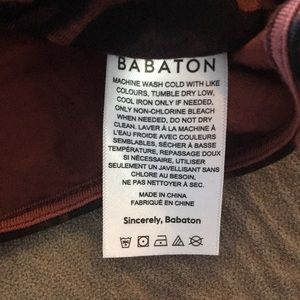 BABATON
MACHINE WASH COLD WITH LIKE
COLOURS, TUMBLE DRY LOW,
COOL IRON ONLY IF NEEDED,
ONLY NON-CHLORINE BLEACH
WHEN NEEDED, DO NOT DRY
CLEAN. LAVER À LA MACHINE À
L'EAU FROIDE AVEC COULEURS
SEMBLABLES, SÉCHER À BASSE
TEMPÉRATURE, REPASSAGE DOUX
SI NÉCESSAIRE, UTILISER
SEULEMENT UN JAVELLISANT SANS
CHLORE AU BESOIN,
NE PAS NETTOYER À SEC.
MADE IN CHINA
FABRIQUÉ EN CHINE
Sincerely, Babaton